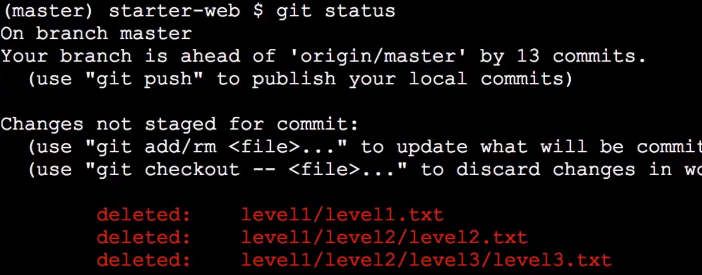 (master) starter-web $ git status
On branch master
Your branch is ahead of 'origin/master' by 13 commits.
(use "git push" to publish your local commits)
Changes not staged for commit:
(use "git add/rm <file>..." to update what will be commit
(use "git checkout -- <file>..." to discard changes in wo
deleted: level1/level1.txt
deleted: level1/level2/level2.txt
deleted: level1/level2/level3/level3.txt